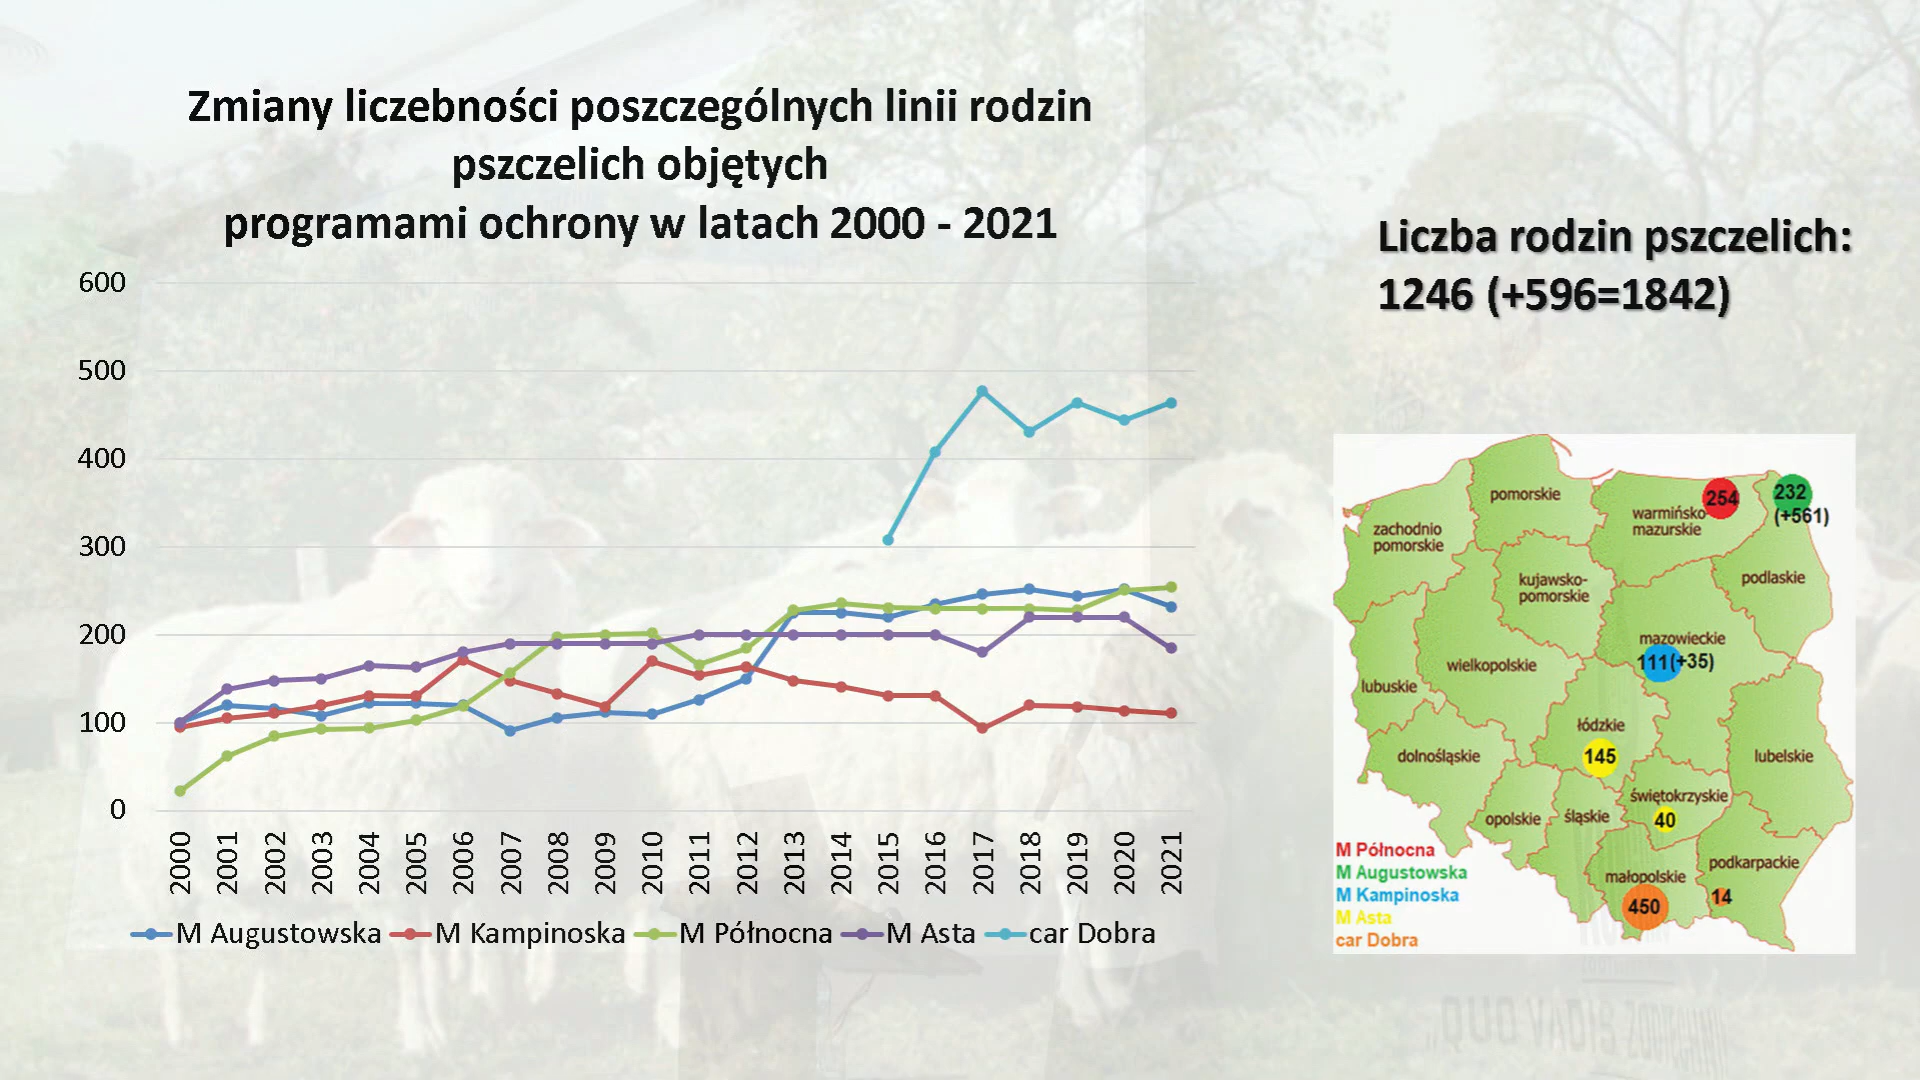 Zmiany liczebności poszczególnych linii rodzin
pszczelich objętych
programami ochrony w latach 2000 - 2021
600
500
400
300
200
100
0
2000 2001 2002 2003 2004 2005 2006 2007 2008 2009 2010 2011 2012 2013 2014 2015 2016 2017 2018 2019 2020 2021
M Augustowska M Kampinoska M Północna M Asta car Dobra
Liczba rodzin pszczelich:
1246 (+596=1842)
pomorskie
254
232
(+561)
warmińsko
mazurskie
zachodnio
pomorskie
kujawsko-
pomorskie
podlaskie
mazowieckie
111(+35)
wielkopolskie
lubuskie
łódzkie
145
dolnośląskie
lubelskie
świętokrzyskie
40
opolskie
śląskie
podkarpackie
14
małopolskie
450
M Północna
M Augustowska
M Kampinoska
M Asta
car Dobra
QUO VADIS